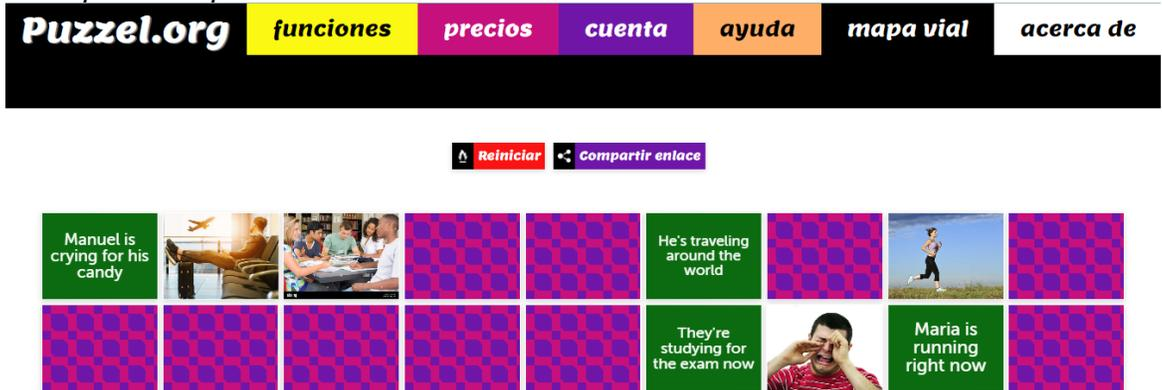 Puzzel.org
funciones
precios
cuenta
ayuda
mapa vial
acerca de
Reiniciar
Compartir enlace
Manuel is
crying for his
candy
He's traveling
around the
world
They're
studying for
the exam now
Maria is
running
right now